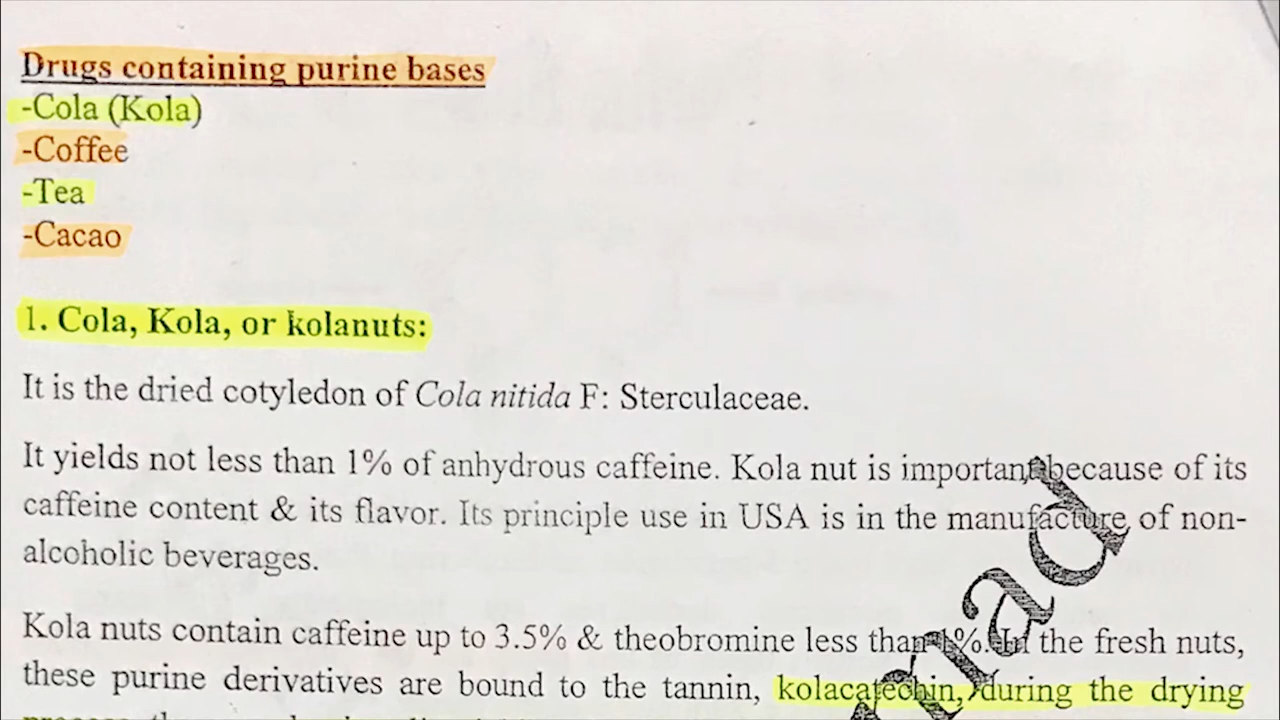 Drugs containing purine bases
-Cola (Kola)
-Coffee
-Tea
-Cacao
1. Cola, Kola, or kolanuts:
It is the dried cotyledon of Cola nitida F: Sterculaceae.
It yields not less than 1% of anhydrous caffeine. Kola nut is important because of its
caffeine content & its flavor. Its principle use in USA is in the manufacture of non-
alcoholic beverages.
Kola nuts contain caffeine up to 3.5% & theobromine less than 1%. In the fresh nuts,
these purine derivatives are bound to the tannin, kolacatechin, during the drying